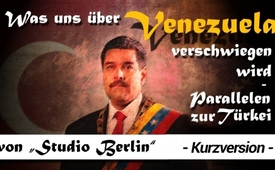 Was uns über Venezuela
verschwiegen
wird
-
Parallelen
zur Türkei
von „Studio Berlin“ - Kurzversion -